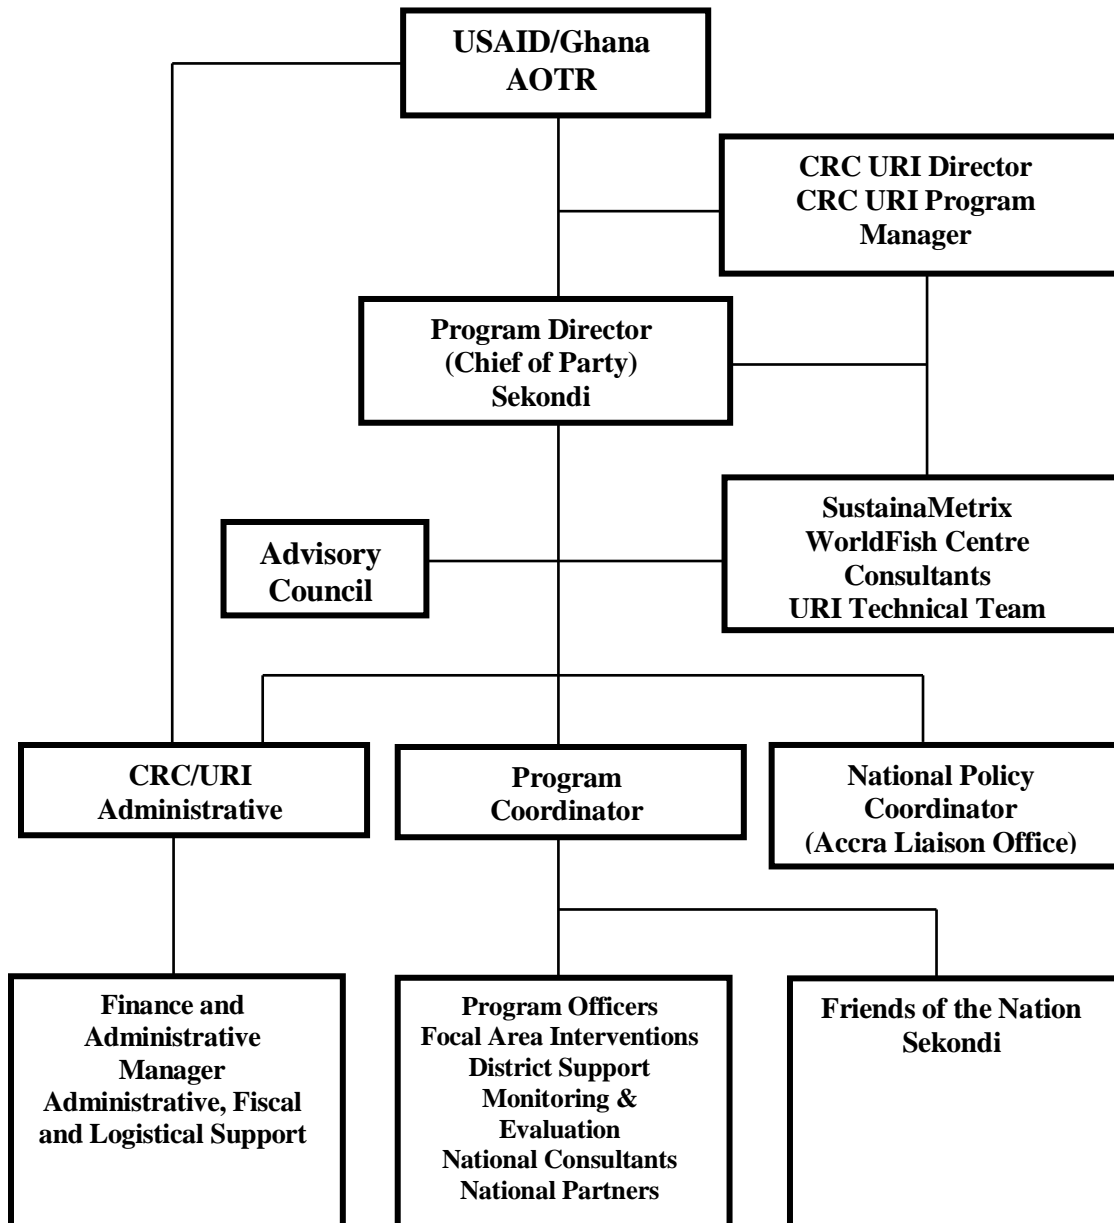 USAID/Ghana
AOTR
CRC URI Director
CRC URI Program
Manager
Program Director
(Chief of Party)
Sekondi
Advisory
Council
SustainaMetrix
WorldFish Centre
Consultants
URI Technical Team
CRC/URI
Administrative
Program
Coordinator
National Policy
Coordinator
(Accra Liaison Office)
Finance and
Administrative
Manager
Administrative, Fiscal
and Logistical Support
Program Officers
Focal Area Interventions
District Support
Monitoring &
Evaluation
National Consultants
National Partners
Friends of the Nation
Sekondi